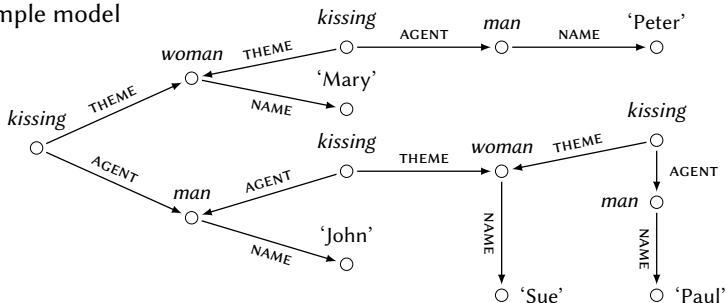 mple model
kissing
man
'Peter'
woman
THEME
AGENT
NAME
'Mary'
THEME
NAME
kissing
kissing
kissing
woman
THEME
THEME
AGENT
AGENT
AGENT
man
man
NAME
'John'
NAME
NAME
'Sue'
'Paul'